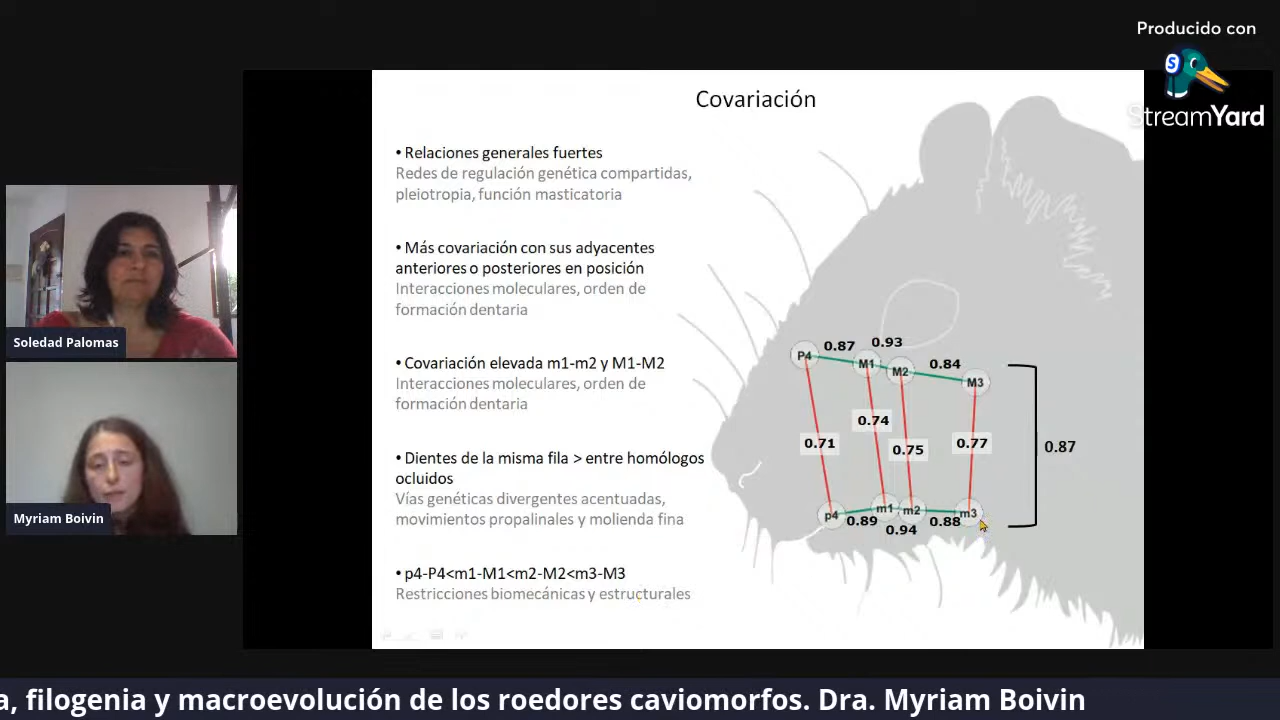 Producido con
StreamYard
Covariación
• Relaciones generales fuertes
Redes de regulación genética compartidas,
pleiotropia, función masticatoria
• Más covariación con sus adyacentes
anteriores o posteriores en posición
Interacciones moleculares, orden de
formación dentaria
• Covariación elevada m1-m2 y M1-M2
Interacciones moleculares, orden de
formación dentaria
• Dientes de la misma fila > entre homólogos
ocluidos
Vías genéticas divergentes acentuadas,
movimientos propalinales y molienda fina
• p4-P4<m1-M1<m2-M2<m3-M3
Restricciones biomecánicas y estructurales
0.87 0.93
P4 M1 M2 0.84 M3
0.74
0.71 0.75 0.77
0.87
p4 m1 m2 m3
0.89 0.94 0.88
Soledad Palomas
Myriam Boivin
a, filogenia y macroevolución de los roedores caviomorfos. Dra. Myriam Boivin